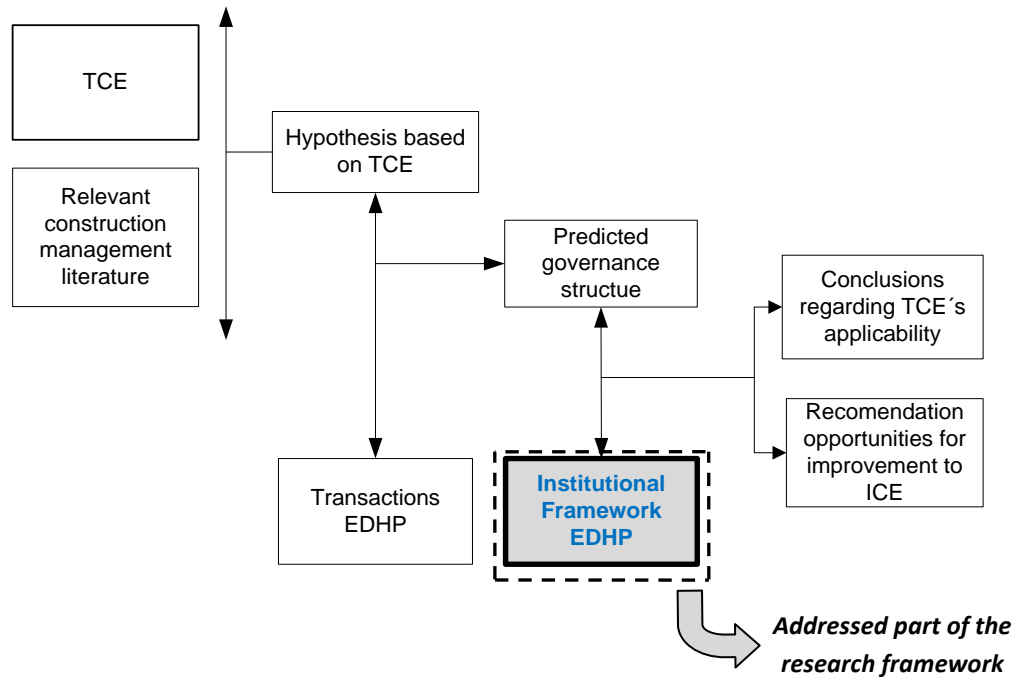 TCE
Relevant
construction
management
literature
Hypothesis based
on TCE
Transactions
EDHP
Predicted
governance
structue
Institutional
Framework
EDHP
Conclusions
regarding TCE´s
applicability
Recomendation
opportunities for
improvement to
ICE
Addressed part of the
research framework